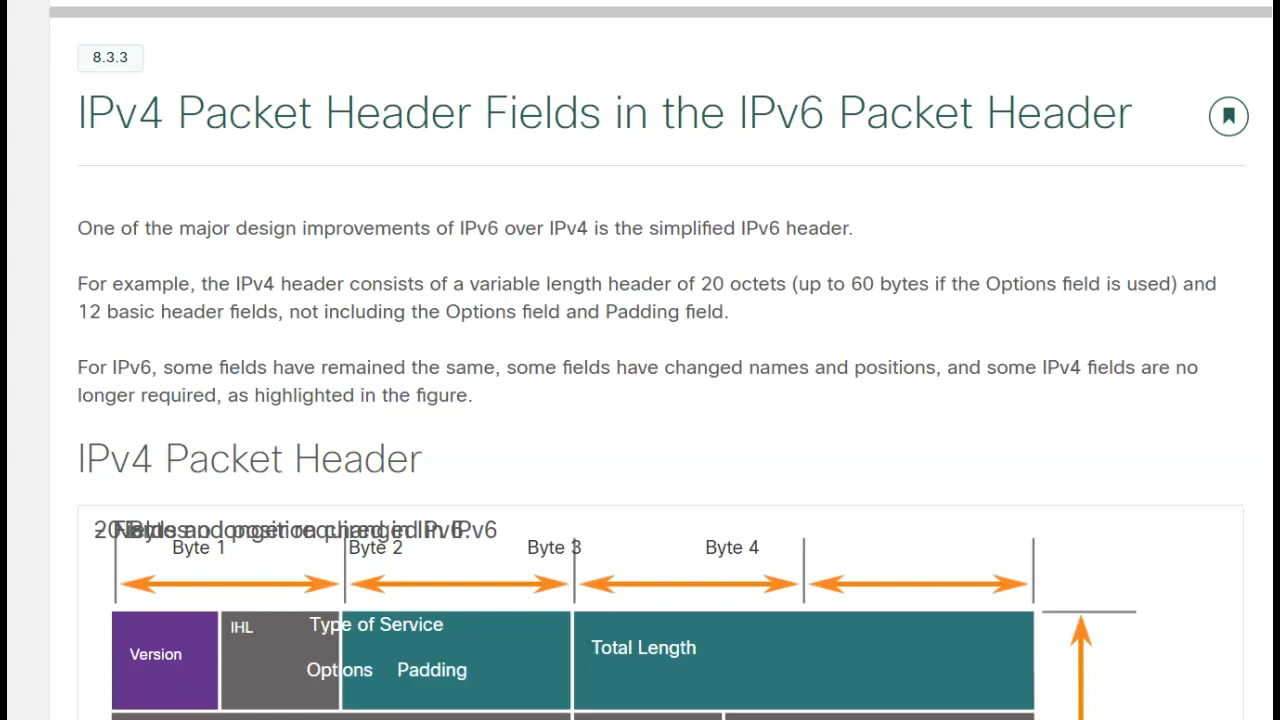 8.3.3
IPv4 Packet Header Fields in the IPv6 Packet Header
One of the major design improvements of IPv6 over IPv4 is the simplified IPv6 header.
For example, the IPv4 header consists of a variable length header of 20 octets (up to 60 bytes if the Options field is used) and
12 basic header fields, not including the Options field and Padding field.
For IPv6, some fields have remained the same, some fields have changed names and positions, and some IPv4 fields are no
longer required, as highlighted in the figure.
IPv4 Packet Header
Byte 1 Byte 2 Byte 3 Byte 4
Version
IHL
Type of Service
Options Padding
Total Length